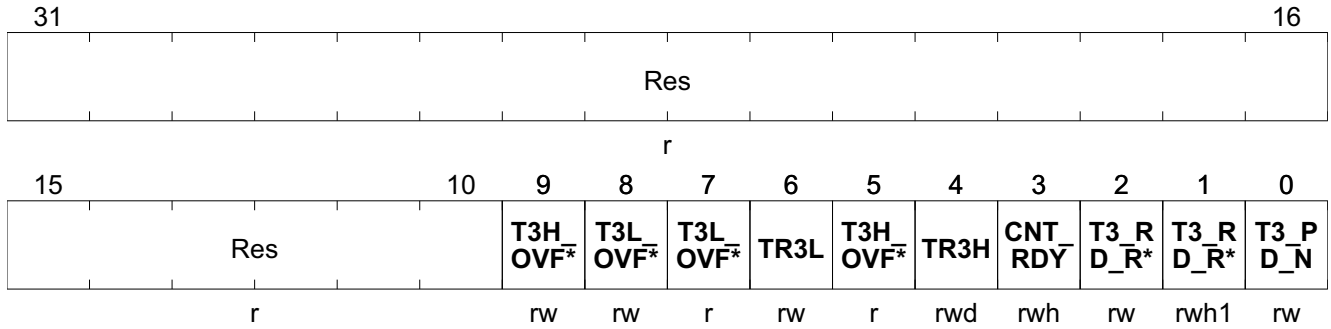 31 16
Res
r
15 10 9 8 7 6 5 4 3 2 1 0
Res T3H_ T3L_ T3L_ TR3L T3H_ TR3H CNT_ T3_R T3_R T3_P
OVF* OVF* OVF* OVF* RDY D_R* D_R* D_N
r rw rw r rw r rwd rwh rw rwh1 rw